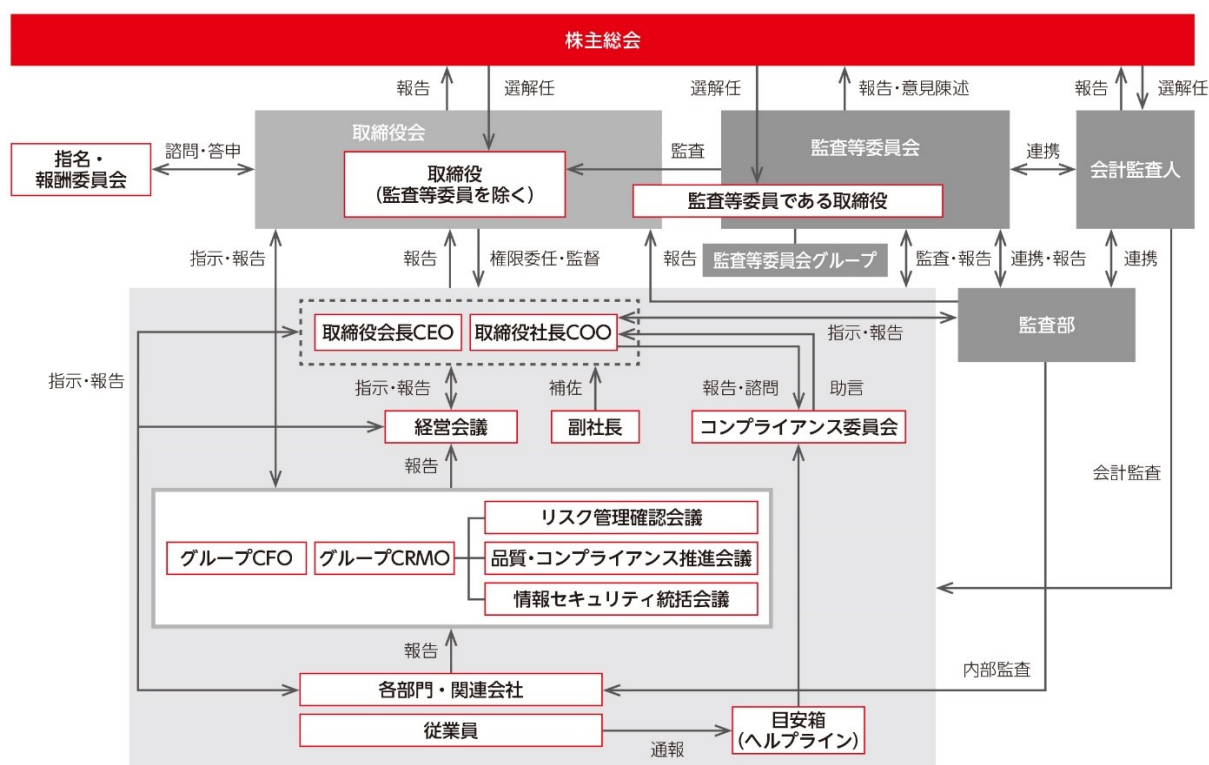 株主総会
報告
選解任
選解任
報告・意見陳述
報告
選解任
取締役会
監査等委員会
会計監査人
指名・
報酬委員会
諮問・答申
取締役
(監査等委員を除く)
監査
連携
監査等委員である取締役
指示・報告
報告
権限委任・監督
報告
監査等委員会グループ
監査・報告
連携・報告
連携
監査部
取締役会長CEO
取締役社長COO
指示・報告
指示・報告
指示・報告
補佐
報告・諮問
助言
経営会議
副社長
コンプライアンス委員会
報告
会計監査
グループCFO
グループCRMO
リスク管理確認会議
品質・コンプライアンス推進会議
情報セキュリティ統括会議
報告
内部監査
各部門・関連会社
従業員
通報
目安箱
(ヘルプライン)